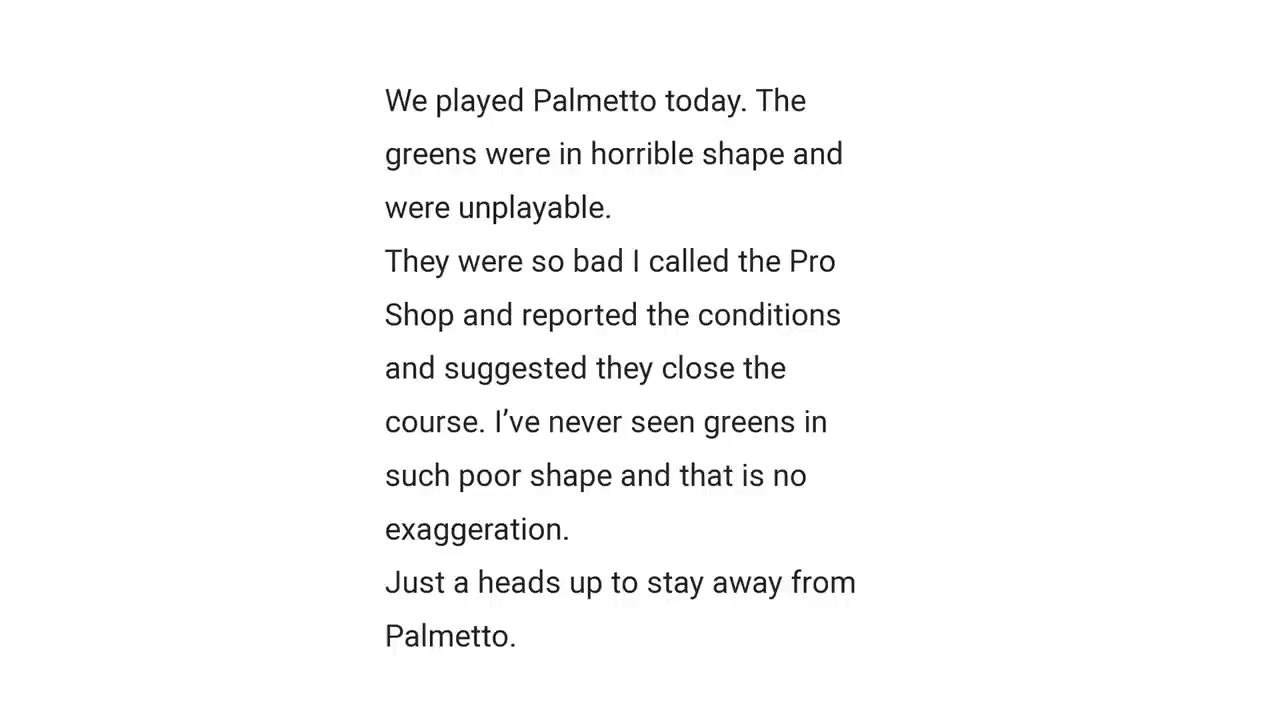 We played Palmetto today. The
greens were in horrible shape and
were unplayable.
They were so bad I called the Pro
Shop and reported the conditions
and suggested they close the
course. I’ve never seen greens in
such poor shape and that is no
exaggeration.
Just a heads up to stay away from
Palmetto.